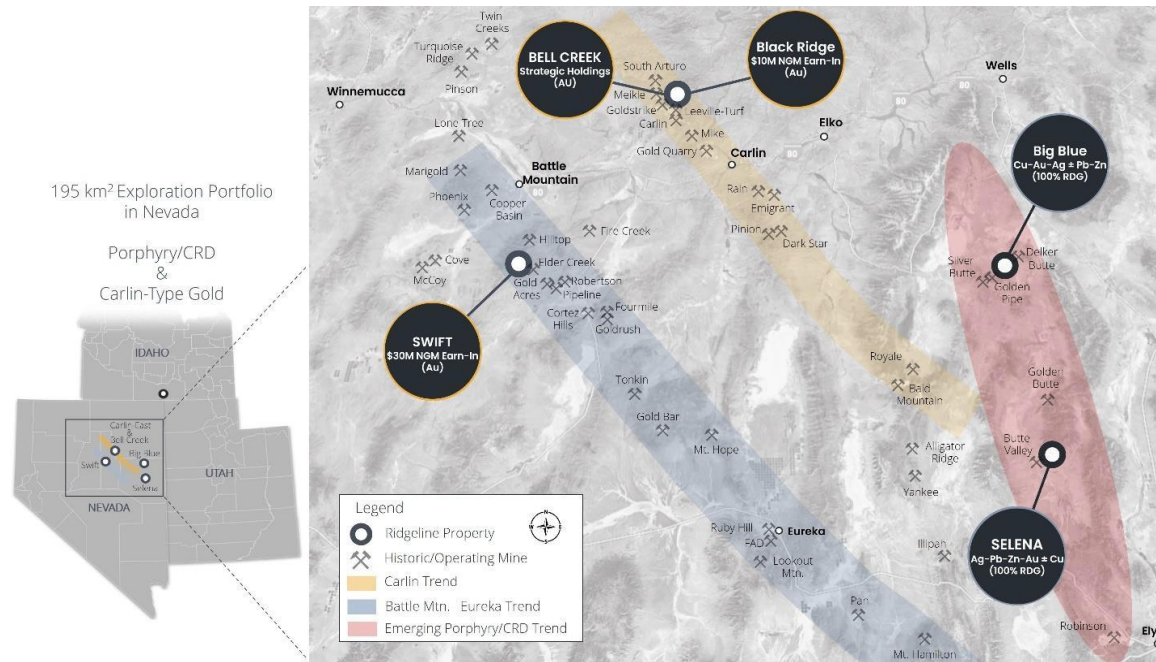 195 km² Exploration Portfolio
in Nevada
Porphyry/CRD
&
Carlin-Type Gold
IDAHO
Carlin-East
&
Bell Creek
Big Blue
Swift
Selena
UTAH
NEVADA
Twin
Creeks
Turquoise
Ridge
Pinson
Winnemucca
BELL CREEK
Strategic Holdings
(AU)
Black Ridge
$10M NGM Earn-In
(Au)
Wells
80
80
80
South Arturo
Meikle
Goldstrike
Leeville-Turf
Carlin
Mike
Gold Quarry
Elko
Carlin
Lone Tree
Marigold
Battle
Mountain
80
Phoenix
Copper
Basin
Rain
Emigrant
Pinion
Dark Star
Big Blue
Cu-Au-Ag ± Pb-Zn
(100% RDG)
Fire Creek
Hilltop
Cove
McCoy
Elder Creek
Gold
Acres
Robertson
Pipeline
Silver
Butte
Delker
Butte
Golden
Pipe
Cortez
Hills
Fourmile
Goldrush
SWIFT
$30M NGM Earn-In
(Au)
Royale
Bald
Mountain
Golden
Butte
Tonkin
Gold Bar
Mt. Hope
Alligator
Ridge
Butte
Valley
Yankee
Legend
Ridgeline Property
Historic/Operating Mine
Carlin Trend
Battle Mtn. Eureka Trend
Emerging Porphyry/CRD Trend
N
E
S
W
Ruby Hill
Eureka
FAD
Lookout
Mtn.
Illipah
SELENA
Ag-Pb-Zn-Au ± Cu
(100% RDG)
Pan
Mt. Hamilton
Robinson
Ely